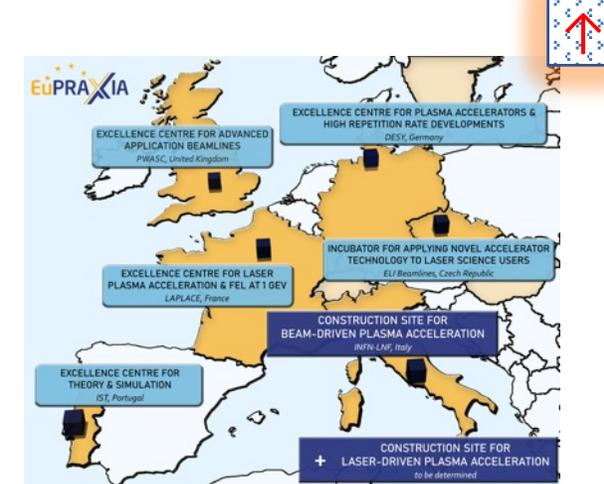 EuPRAXIA
EXCELLENCE CENTRE FOR PLASMA ACCELERATORS &
HIGH REPETITION RATE DEVELOPMENTS
DESY, Germany
EXCELLENCE CENTRE FOR ADVANCED
APPLICATION BEAMLINES
PWASC, United Kingdom
INCUBATOR FOR APPLYING NOVEL ACCELERATOR
TECHNOLOGY TO LASER SCIENCE USERS
ELI Beamlines, Czech Republic
EXCELLENCE CENTRE FOR LASER
PLASMA ACCELERATION & FEL AT 1 GEV
LAPLACE, France
CONSTRUCTION SITE FOR
BEAM-DRIVEN PLASMA ACCELERATION
INFN-LNF, Italy
EXCELLENCE CENTRE FOR
THEORY & SIMULATION
IST, Portugal
+ CONSTRUCTION SITE FOR
LASER-DRIVEN PLASMA ACCELERATION
to be determined